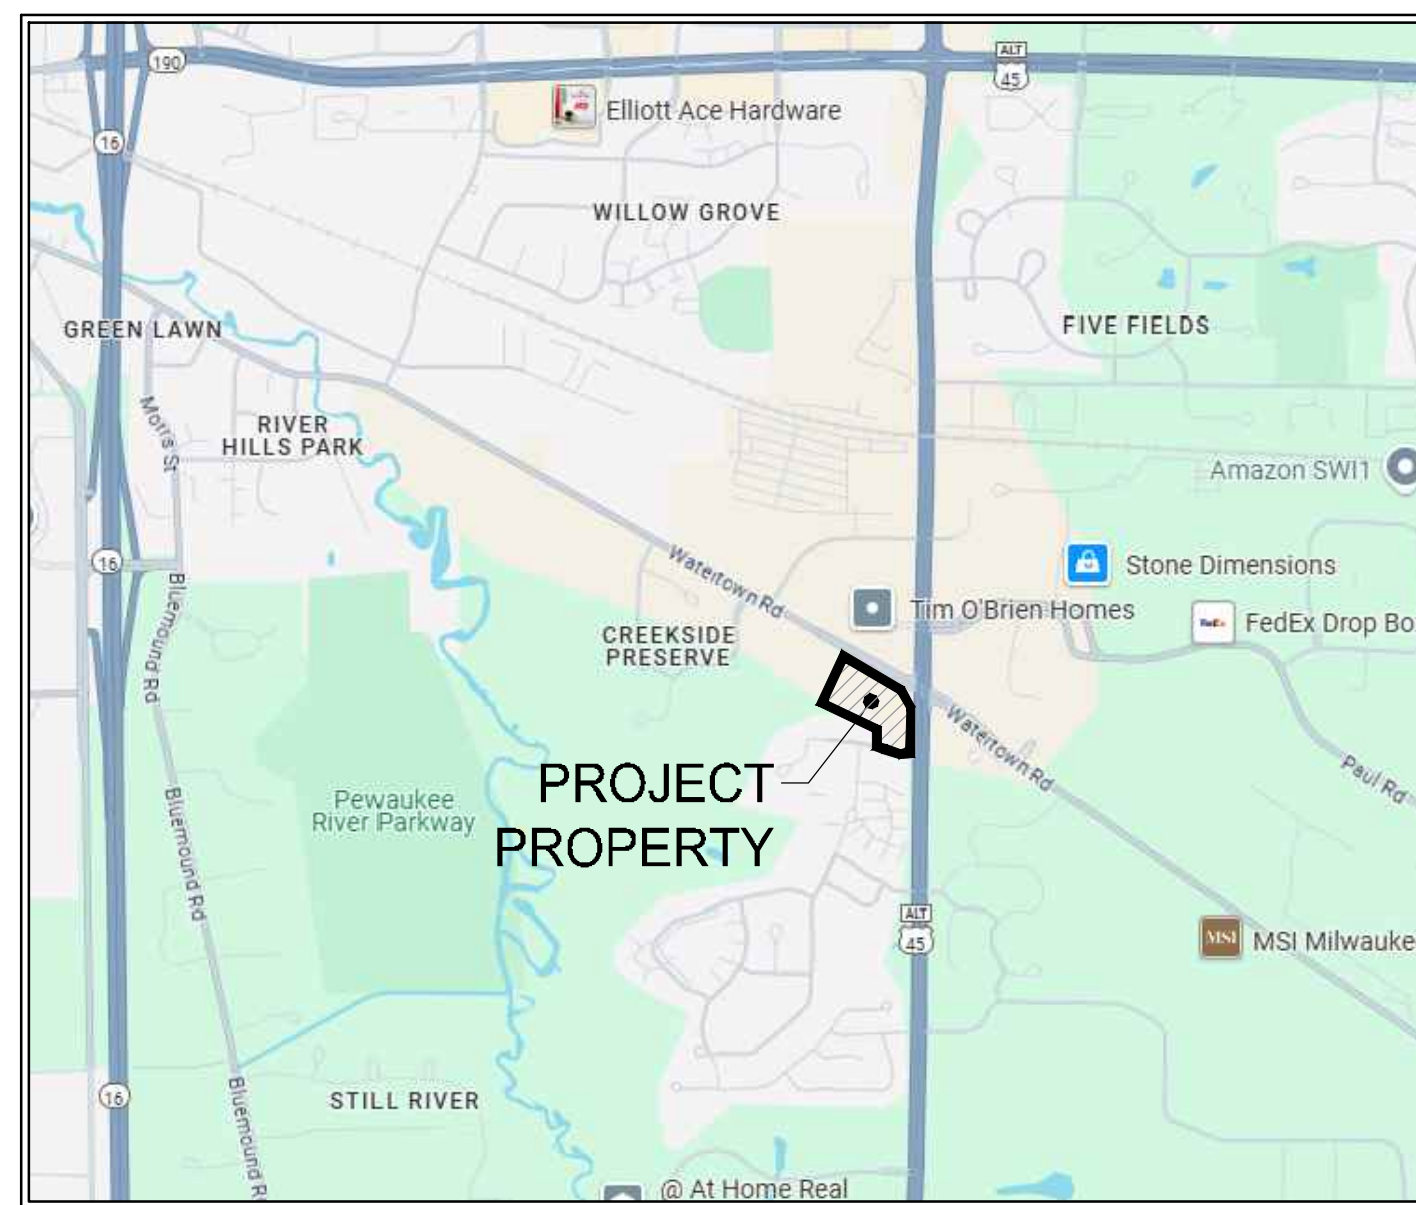 190
ALT
45
16
Elliott Ace Hardware
WILLOW GROVE
GREEN LAWN
FIVE FIELDS
Morris St
RIVER
HILLS PARK
Amazon SWI1
16
Watertown Rd
Stone Dimensions
Bluemound Rd
Tim O'Brien Homes
FedEx
FedEx Drop Bo
CREEKSIDE
PRESERVE
Watertown Rd
PROJECT
PROPERTY
Paul Rd
Pewaukee
River Parkway
Bluemound Rd
ALT
45
MSI
MSI Milwauke
16
STILL RIVER
Bluemound R
@ At Home Real